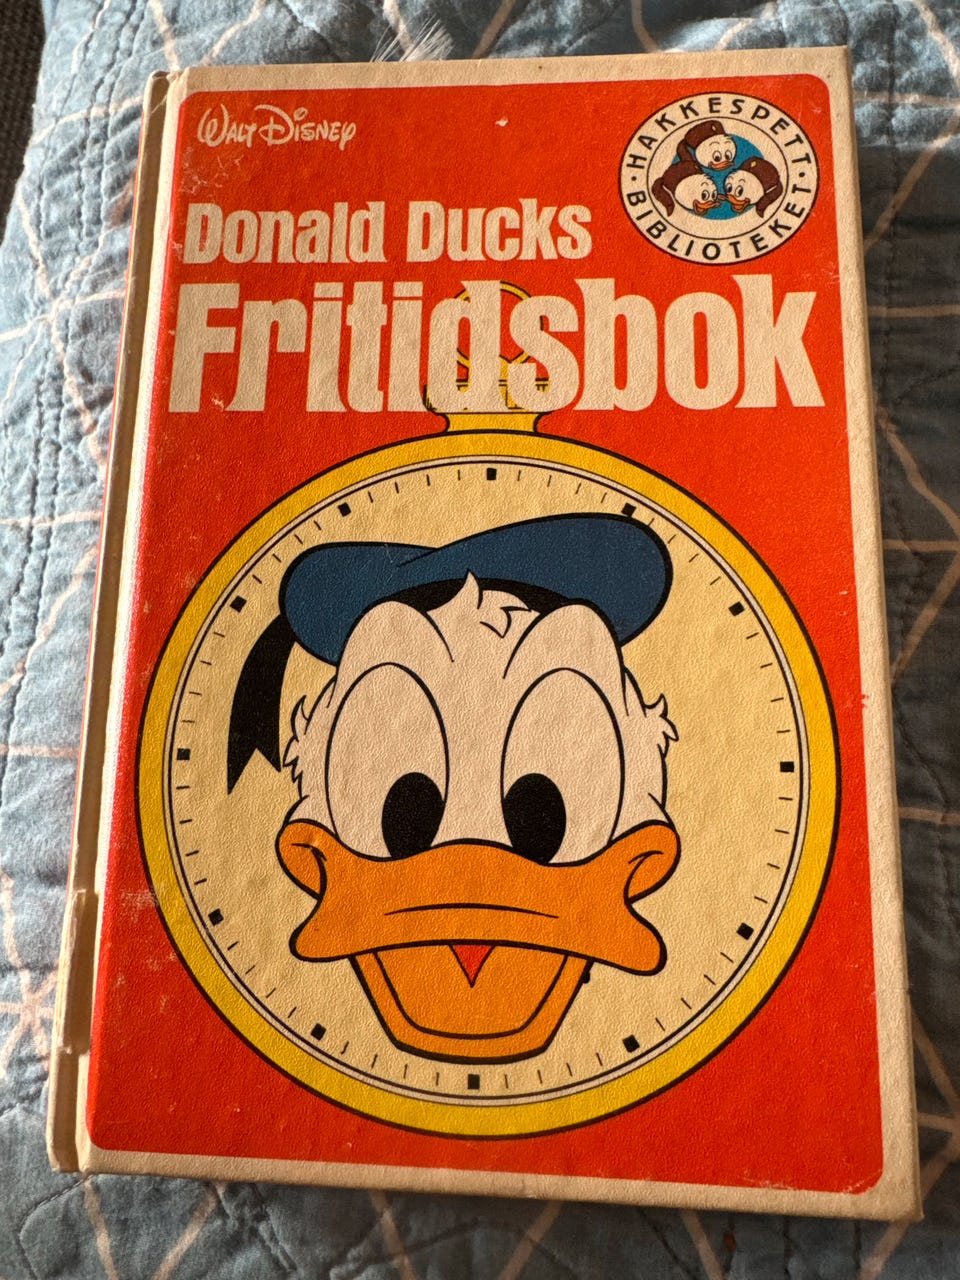 Walt Disney
HAKKESPETT · BIBLIOTEKET ·
Donald Ducks
Fritidsbok